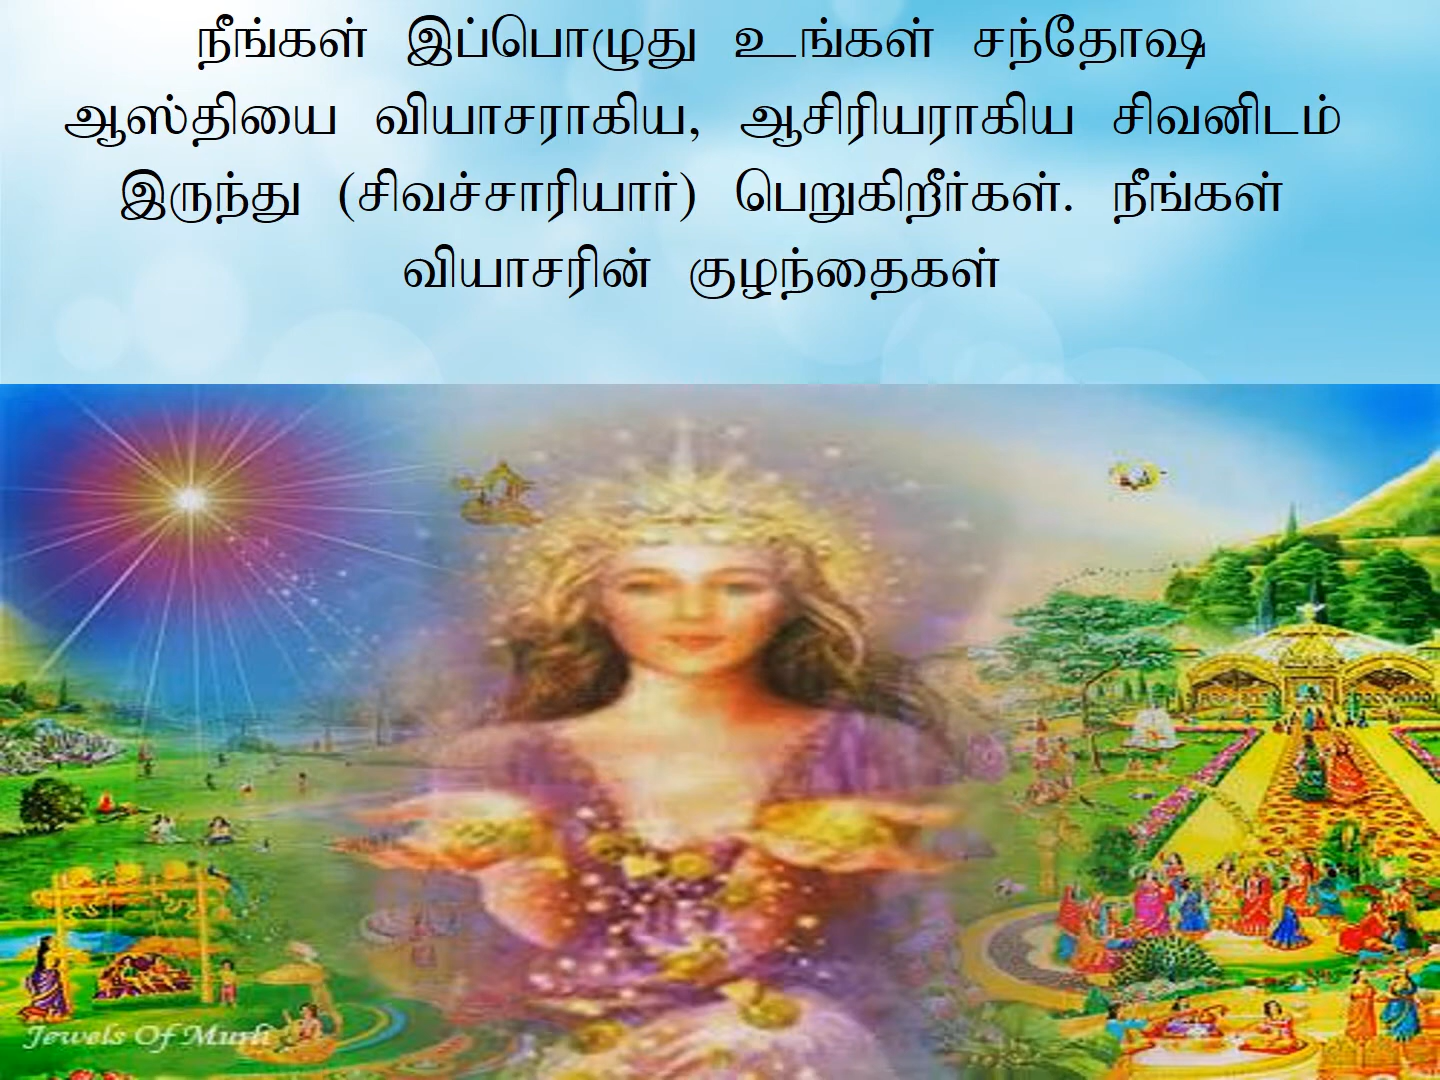 நீங்கள் இப்பொழுது உங்கள் சந்தோஷ
ஆஸ்தியை வியாசராகிய, ஆசிரியராகிய சிவனிடம்
இருந்து (சிவச்சாரியார்) பெறுகிறீர்கள். நீங்கள்
வியாசரின் குழந்தைகள்
Jewels Of Murli